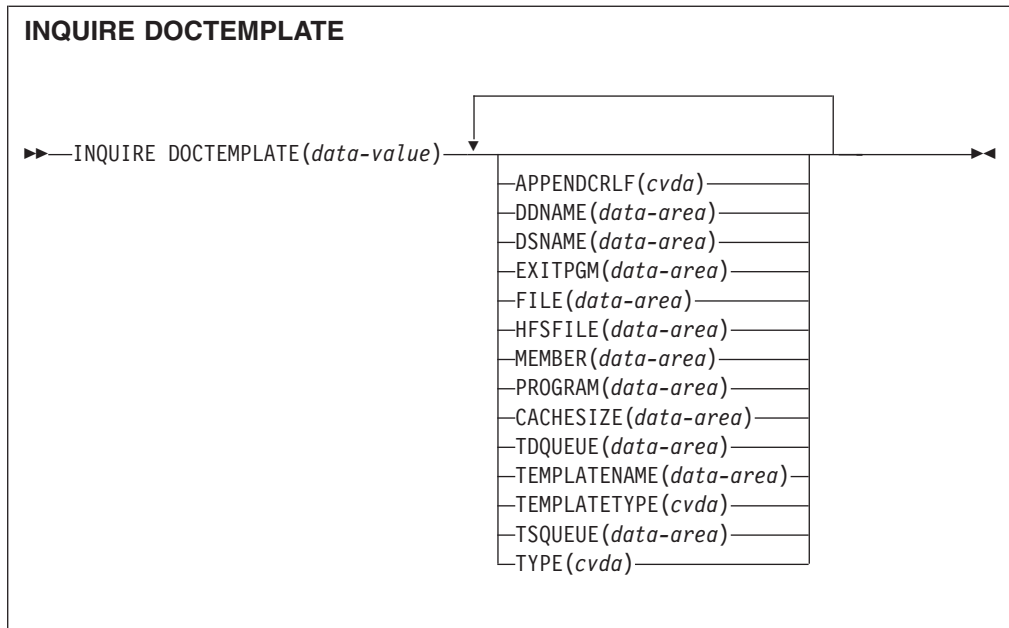 INQUIRE DOCTEMPLATE
INQUIRE DOCTEMPLATE(data-value)
APPENDCRLF(cvda)
DDNAME(data-area)
DSNAME(data-area)
EXITPGM(data-area)
FILE(data-area)
HFSFILE(data-area)
MEMBER(data-area)
PROGRAM(data-area)
CACHESIZE(data-area)
TDQUEUE(data-area)
TEMPLATENAME(data-area)
TEMPLATETYPE(cvda)
TSQUEUE(data-area)
TYPE(cvda)